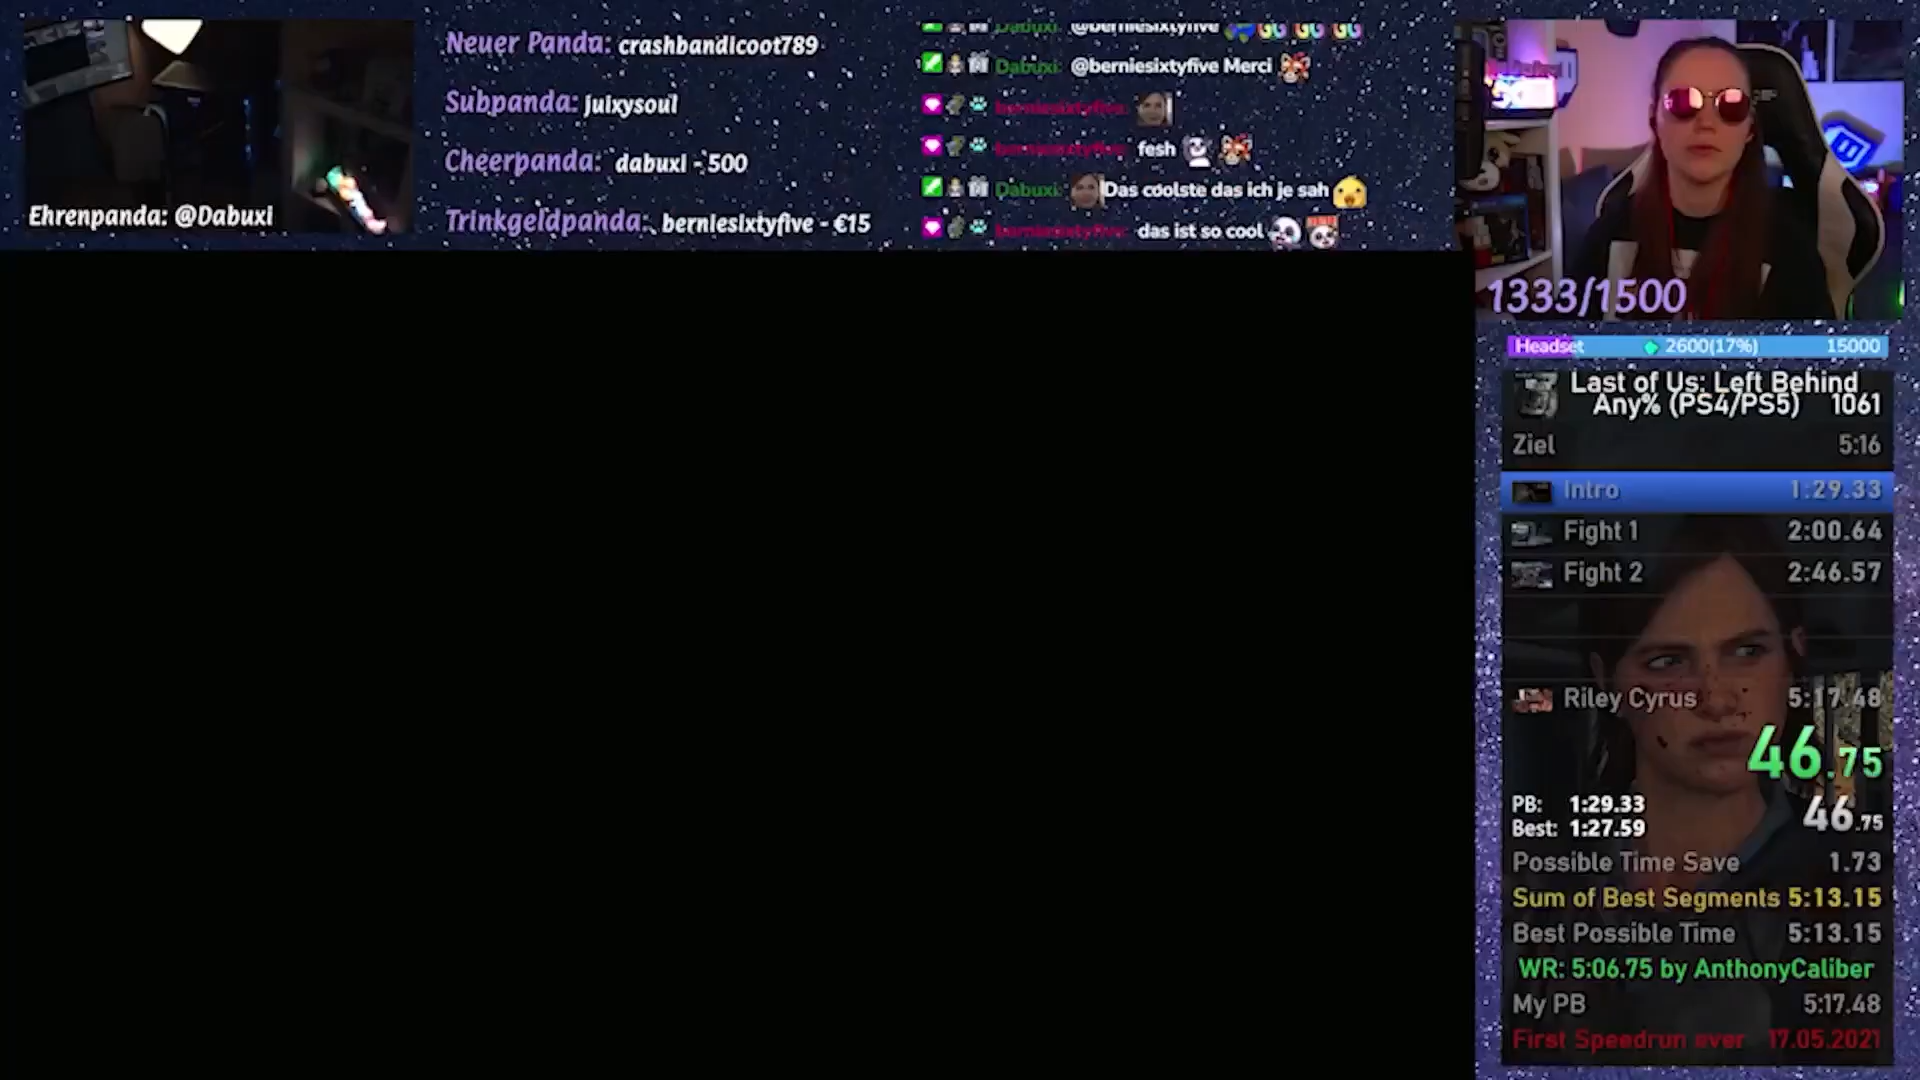 Neuer Panda: crashbandicoot789
Subpanda: juixysoul
Cheerpanda: dabuxi - 500
Trinkgeldpanda: berniesixtyfive - €15
Ehrenpanda: @Dabuxi
Dabuxi: @berniesixtyfive
Dabuxi: @berniesixtyfive Merci
berniesixtyfive:
berniesixtyfive: fesh
Dabuxi: Das coolste das ich je sah
berniesixtyfive: das ist so cool
1333/1500
Headset 2600(17%) 15000
Last of Us: Left Behind
Any% (PS4/PS5) 1061
Ziel 5:16
Intro 1:29.33
Fight 1 2:00.64
Fight 2 2:46.57
Riley Cyrus 5:17.48
46.75
PB: 1:29.33
Best: 1:27.59
46.75
Possible Time Save 1.73
Sum of Best Segments 5:13.15
Best Possible Time 5:13.15
WR: 5:06.75 by AnthonyCaliber
My PB 5:17.48
First Speedrun ever 17.05.2021